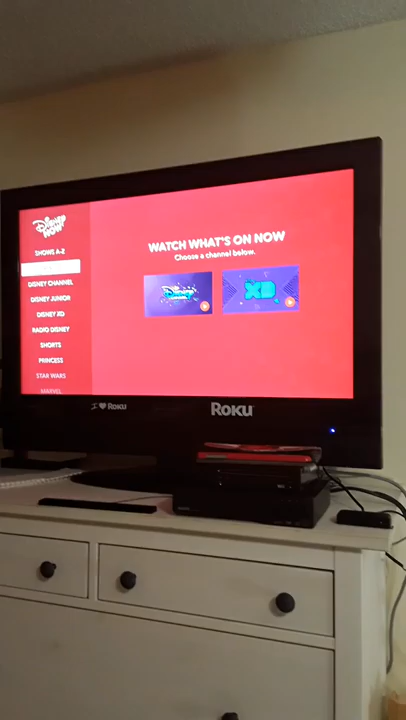 Disney NOW
WATCH WHAT'S ON NOW
Choose a channel below.
SHOWS A-Z
DISNEY CHANNEL
DISNEY JUNIOR
DISNEY XD
RADIO DISNEY
SHORTS
PRINCESS
STAR WARS
MARVEL
Disney
XD
I ♥ ROKU
ROKU